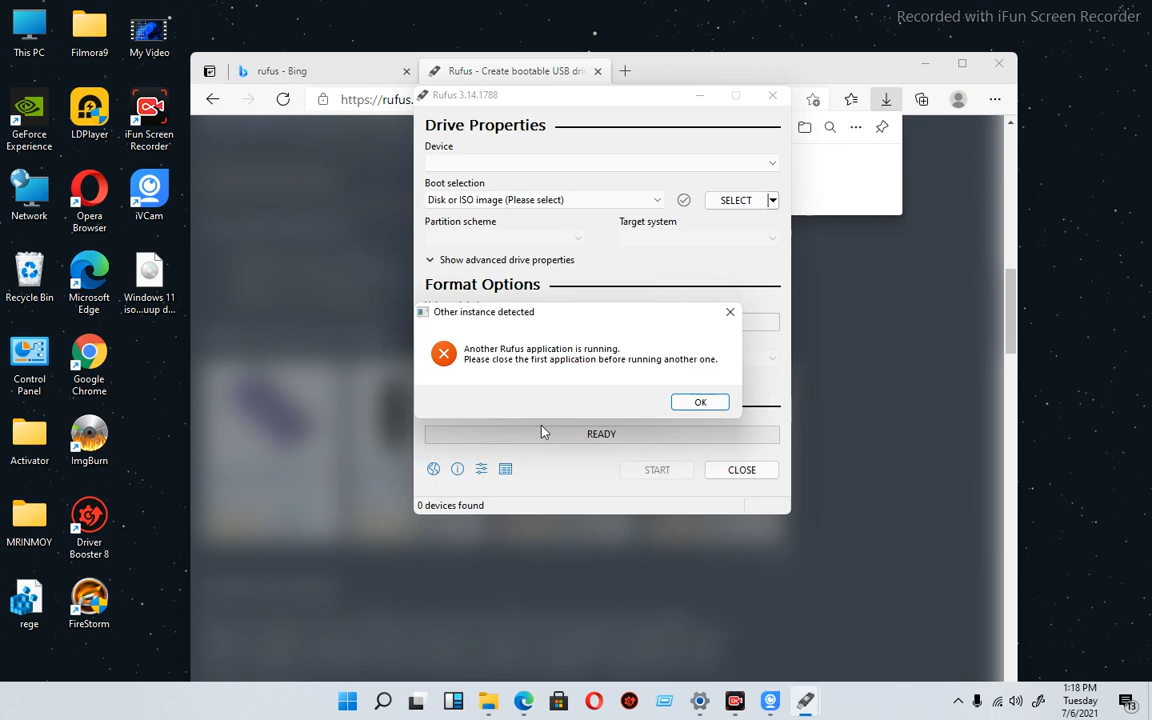 Recorded with iFun Screen Recorder
This PC
Filmora9
My Video
GeForce
Experience
LDPlayer
iFun Screen
Recorder
Network
Opera
Browser
iVCam
Recycle Bin
Microsoft
Edge
Windows 11
iso...uup d...
Control
Panel
Google
Chrome
Activator
ImgBurn
MRINMOY
Driver
Booster 8
rege
FireStorm
rufus - Bing
Rufus - Create bootable USB dri
https://rufus.
Rufus 3.14.1788
Drive Properties
Device
Boot selection
Disk or ISO image (Please select)
SELECT
Partition scheme
Target system
Show advanced drive properties
Format Options
Other instance detected
Another Rufus application is running.
Please close the first application before running another one.
OK
READY
START
CLOSE
0 devices found
1:18 PM
Tuesday
7/6/2021
13